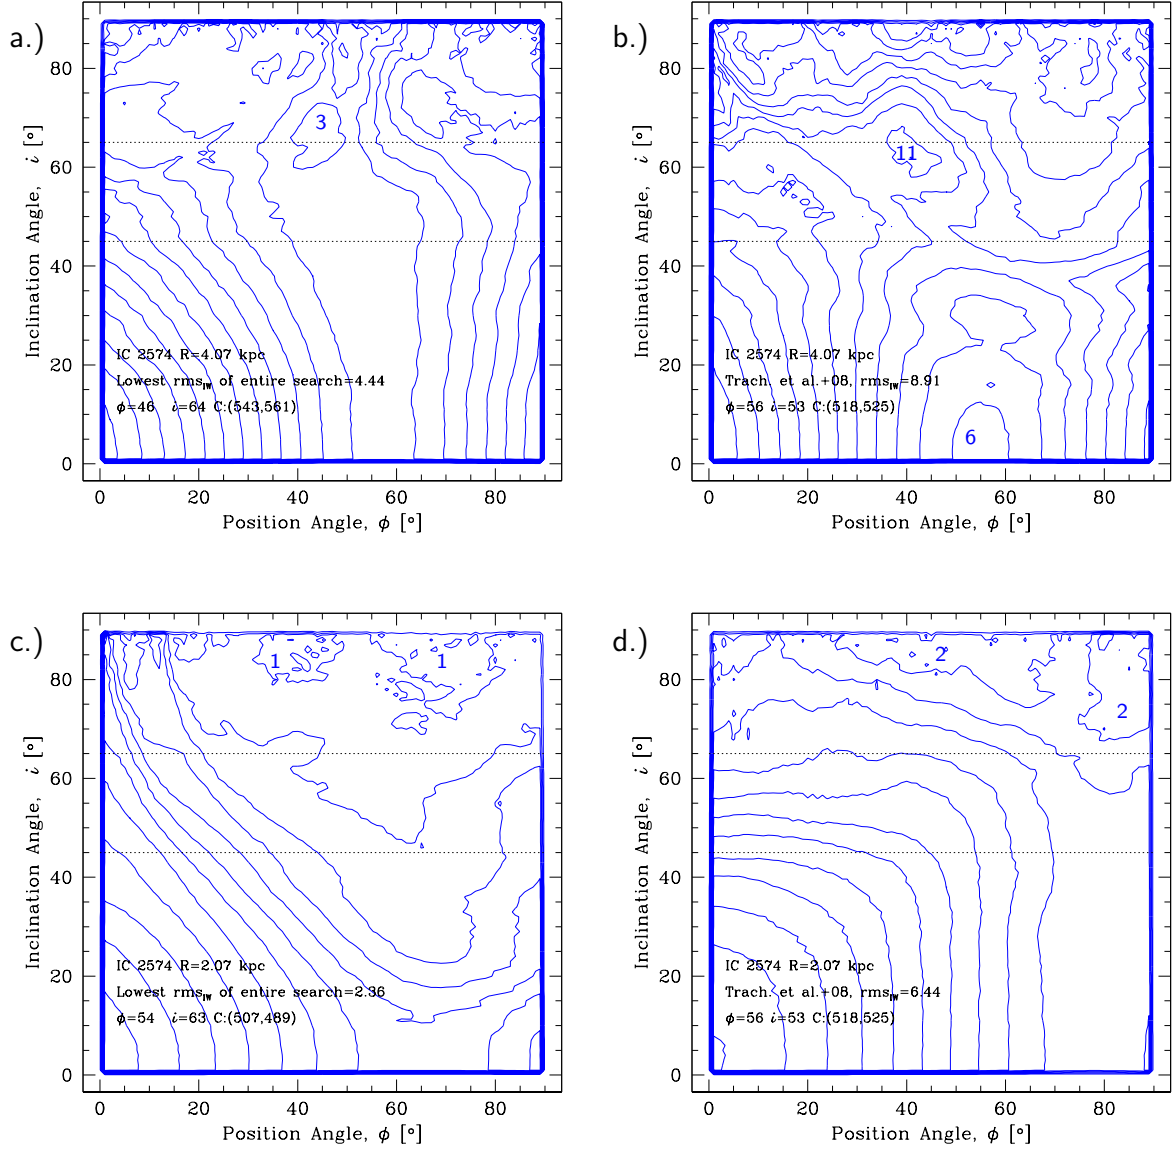 a.)
80
60
40
20
0
Inclination Angle, i [°]
3
IC 2574 R=4.07 kpc
Lowest rms_IW of entire search=4.44
ϕ=46 i=64 C:(543,561)
0 20 40 60 80
Position Angle, ϕ [°]
b.)
80
60
40
20
0
Inclination Angle, i [°]
11
IC 2574 R=4.07 kpc
Trach. et al.+08, rms_IW=8.91
ϕ=56 i=53 C:(518,525)
6
0 20 40 60 80
Position Angle, ϕ [°]
c.)
80
60
40
20
0
Inclination Angle, i [°]
1 1
IC 2574 R=2.07 kpc
Lowest rms_IW of entire search=2.36
ϕ=54 i=63 C:(507,489)
0 20 40 60 80
Position Angle, ϕ [°]
d.)
80
60
40
20
0
Inclination Angle, i [°]
2
2
IC 2574 R=2.07 kpc
Trach. et al.+08, rms_IW=6.44
ϕ=56 i=53 C:(518,525)
0 20 40 60 80
Position Angle, ϕ [°]